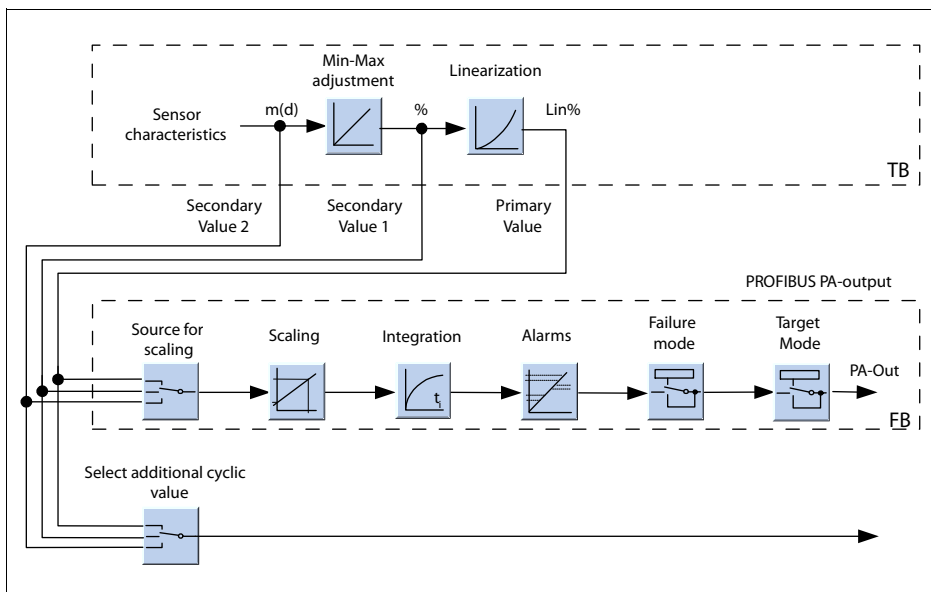 Min-Max
adjustment
Linearization
Sensor
characteristics
m(d)
%
Lin%
TB
Secondary
Value 2
Secondary
Value 1
Primary
Value
PROFIBUS PA-output
Source for
scaling
Scaling
Integration
Alarms
Failure
mode
Target
Mode
ti
PA-Out
FB
Select additional cyclic
value